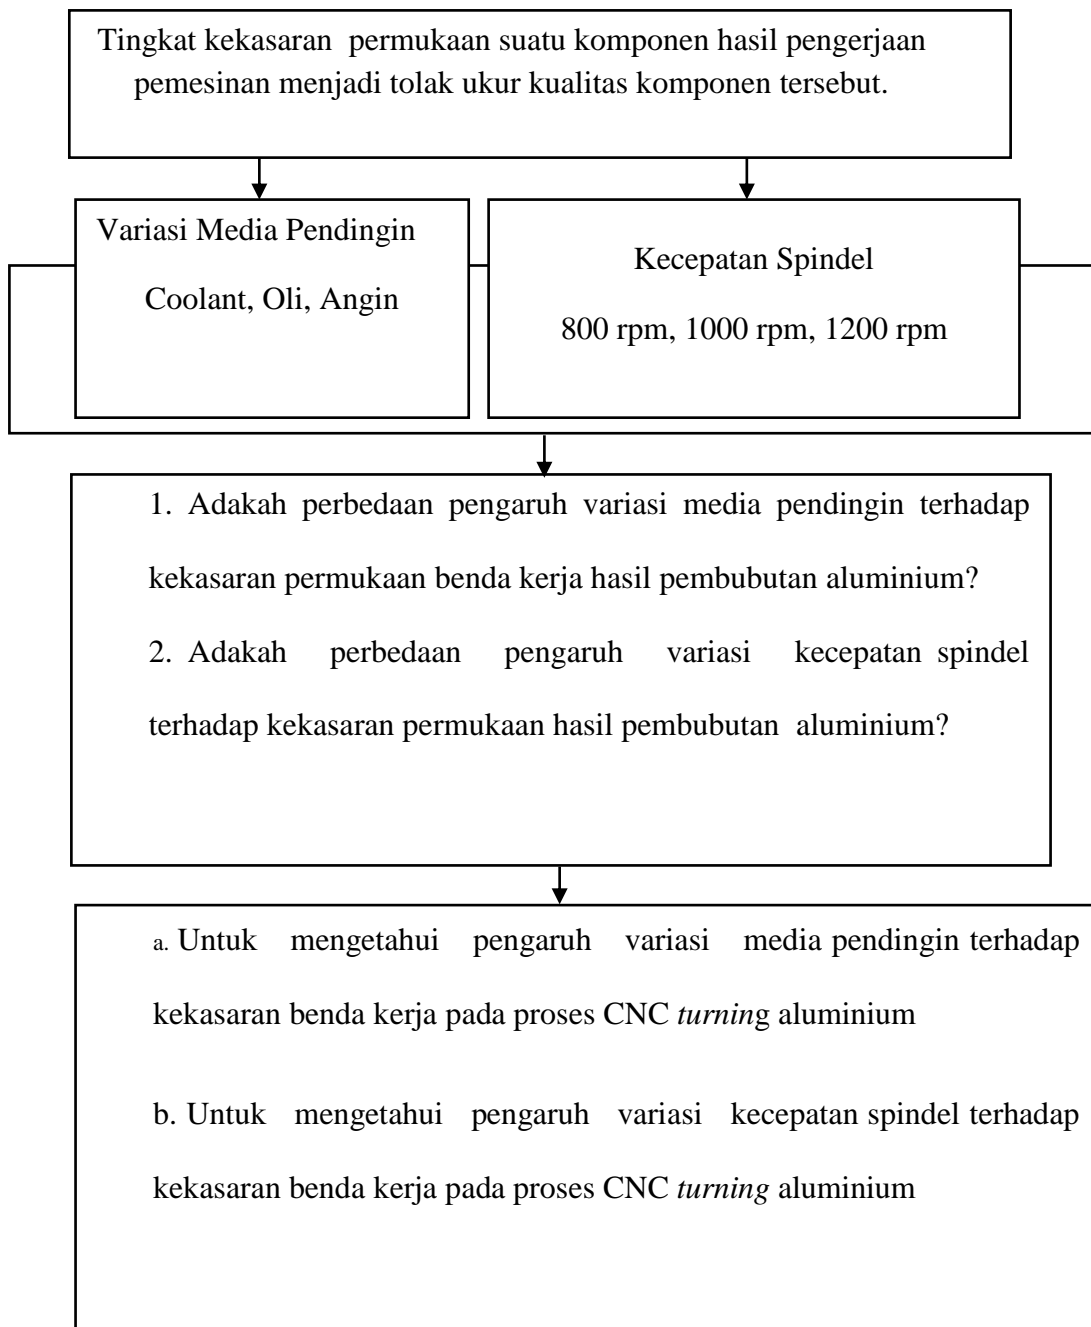 Tingkat kekasaran permukaan suatu komponen hasil pengerjaan
pemesinan menjadi tolak ukur kualitas komponen tersebut.
Variasi Media Pendingin
Coolant, Oli, Angin
Kecepatan Spindel
800 rpm, 1000 rpm, 1200 rpm
1. Adakah perbedaan pengaruh variasi media pendingin terhadap
kekasaran permukaan benda kerja hasil pembubutan aluminium?
2. Adakah perbedaan pengaruh variasi kecepatan spindel
terhadap kekasaran permukaan hasil pembubutan aluminium?
a. Untuk mengetahui pengaruh variasi media pendingin terhadap
kekasaran benda kerja pada proses CNC turning aluminium
b. Untuk mengetahui pengaruh variasi kecepatan spindel terhadap
kekasaran benda kerja pada proses CNC turning aluminium